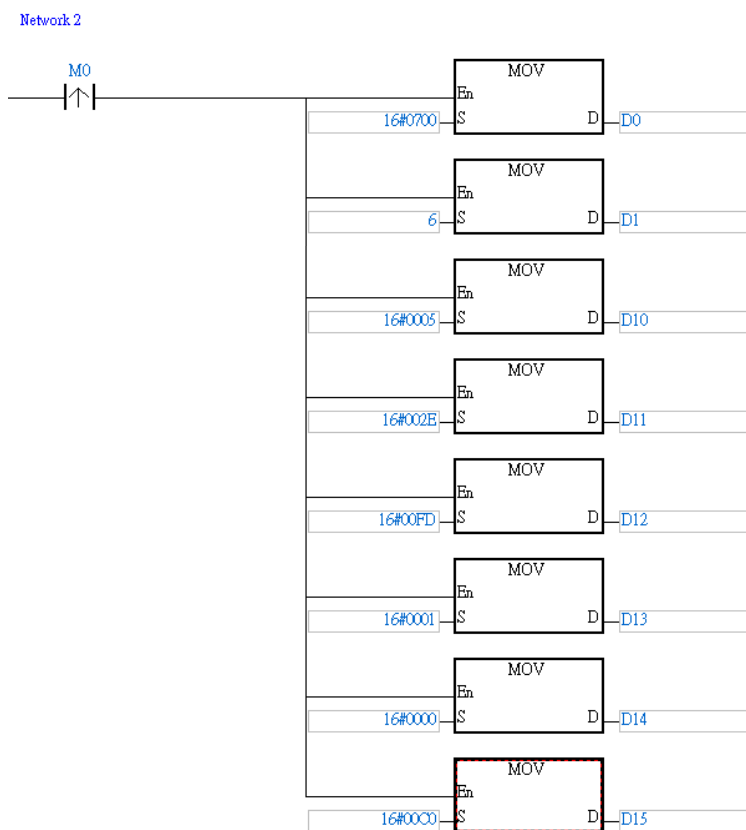 Network 2
M0
MOV
En
16#0700 S D D0
MOV
En
6 S D D1
MOV
En
16#0005 S D D10
MOV
En
16#002E S D D11
MOV
En
16#00FD S D D12
MOV
En
16#0001 S D D13
MOV
En
16#0000 S D D14
MOV
En
16#00C0 S D D15